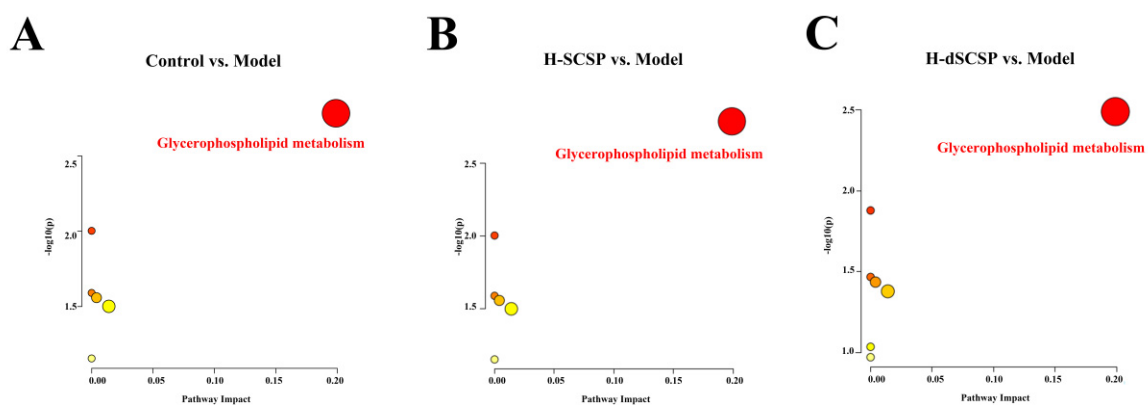 A
Control vs. Model
Glycerophospholipid metabolism
2.5
2.0
1.5
-log10(p)
0.00 0.05 0.10 0.15 0.20
Pathway Impact
B
H-SCSP vs. Model
Glycerophospholipid metabolism
2.5
2.0
1.5
-log10(p)
0.00 0.05 0.10 0.15 0.20
Pathway Impact
C
H-dSCSP vs. Model
Glycerophospholipid metabolism
2.5
2.0
1.5
1.0
-log10(p)
0.00 0.05 0.10 0.15 0.20
Pathway Impact